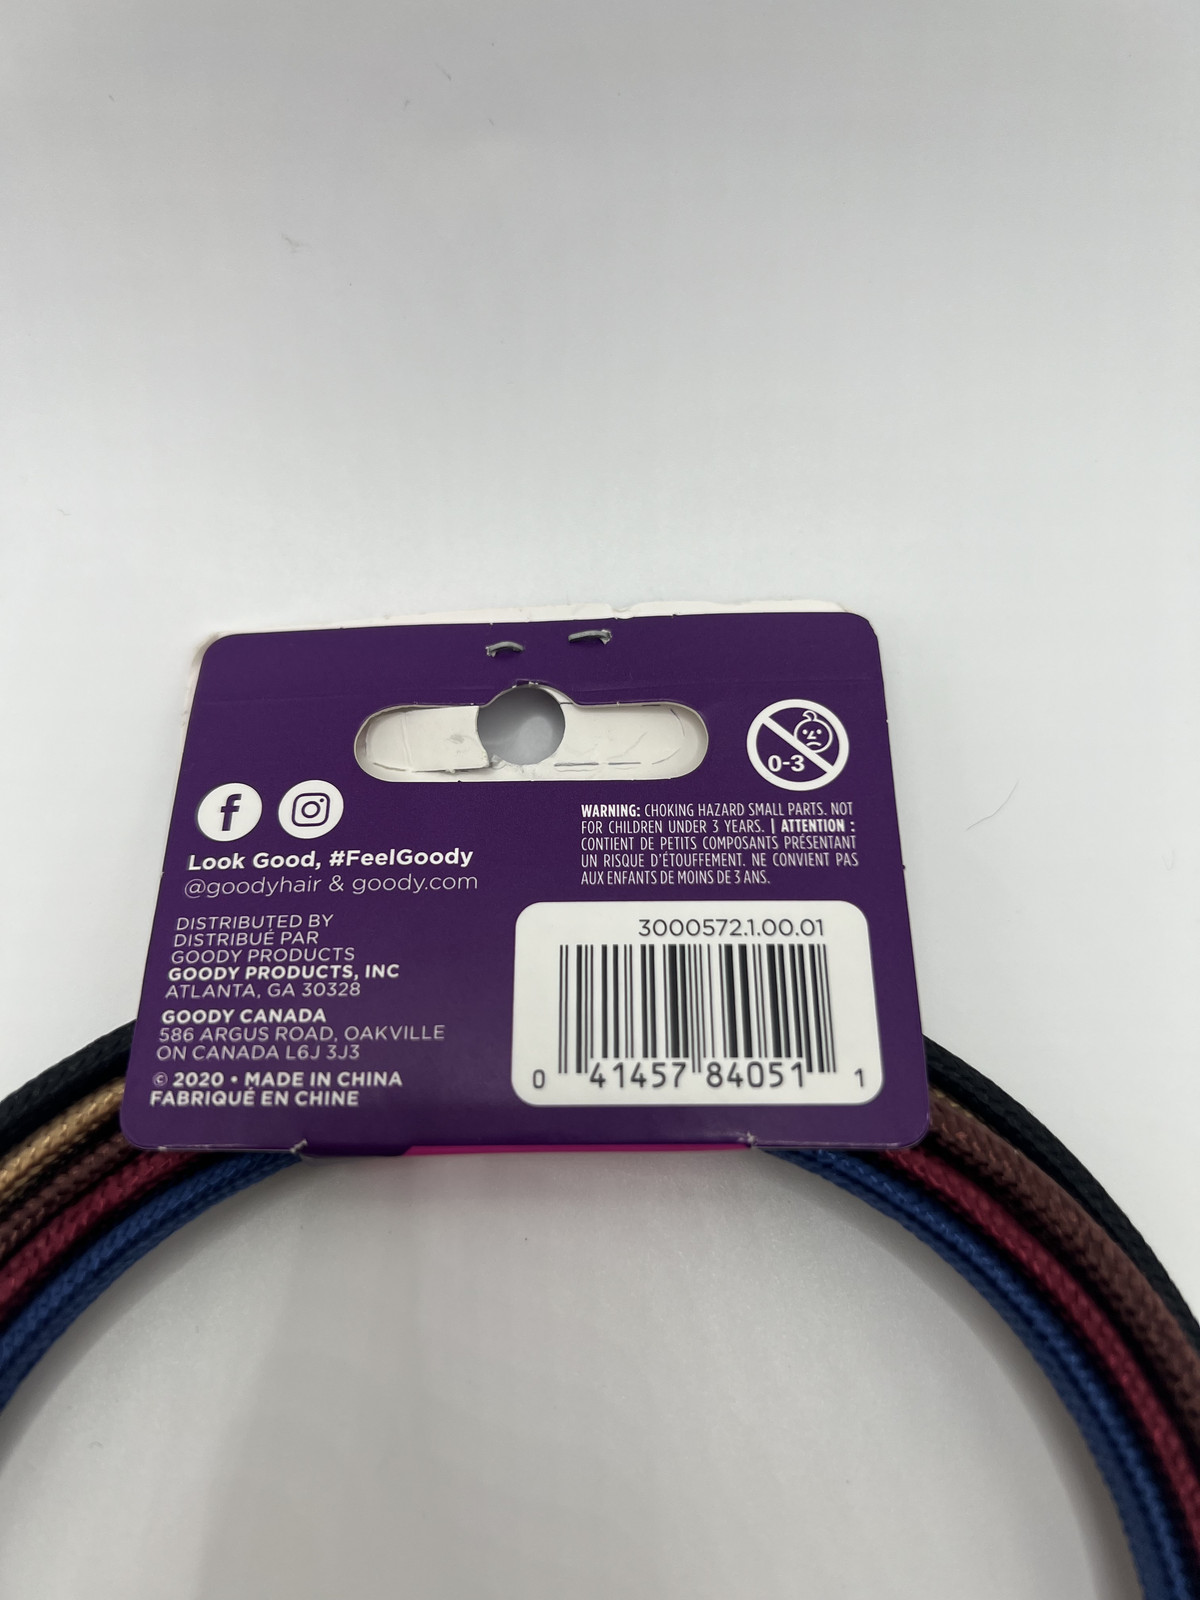 0-3
Look Good, #FeelGoody
@goodyhair & goody.com
WARNING: CHOKING HAZARD SMALL PARTS. NOT
FOR CHILDREN UNDER 3 YEARS. | ATTENTION :
CONTIENT DE PETITS COMPOSANTS PRÉSENTANT
UN RISQUE D'ÉTOUFFEMENT. NE CONVIENT PAS
AUX ENFANTS DE MOINS DE 3 ANS.
DISTRIBUTED BY
DISTRIBUÉ PAR
GOODY PRODUCTS
GOODY PRODUCTS, INC
ATLANTA, GA 30328
GOODY CANADA
586 ARGUS ROAD, OAKVILLE
ON CANADA L6J 3J3
© 2020 • MADE IN CHINA
FABRIQUÉ EN CHINE
3000572.1.00.01
0 41457 84051 1